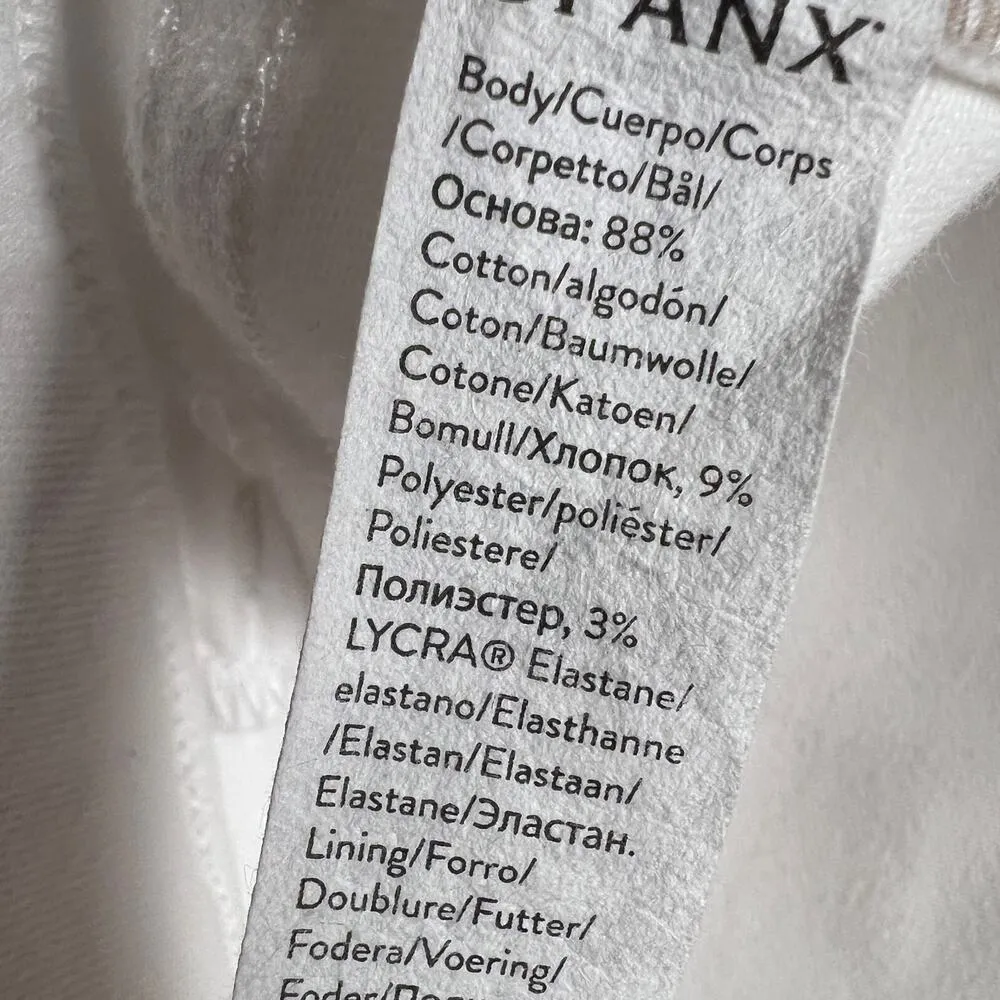 SPANX
Body/Cuerpo/Corps
/Corpetto/Bål/
Основа: 88%
Cotton/algodón/
Coton/Baumwolle/
Cotone/Katoen/
Bomull/Хлопок, 9%
Polyester/poliéster/
Poliestere/
Полиэстер, 3%
LYCRA® Elastane/
elastano/Elasthanne
/Elastan/Elastaan/
Elastane/Эластан.
Lining/Forro/
Doublure/Futter/
Fodera/Voering/